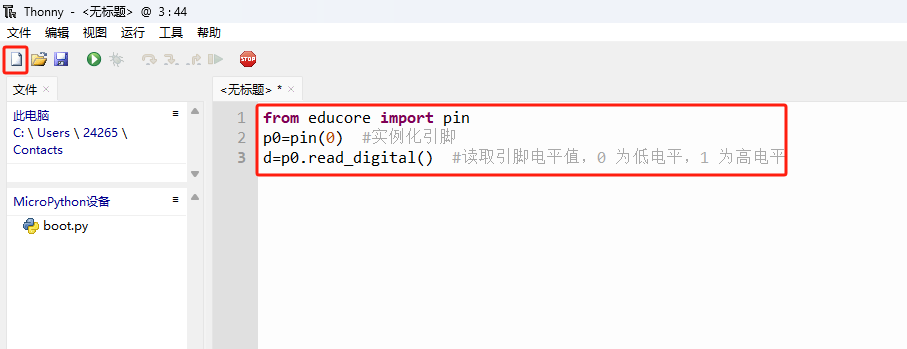 Thonny - <无标题> @ 3:44
文件 编辑 视图 运行 工具 帮助
STOP
文件 ×
此电脑
C: \ Users \ 24265 \
Contacts
MicroPython设备
boot.py
<无标题> * ×
1 from educore import pin
2 p0=pin(0) #实例化引脚
3 d=p0.read_digital() #读取引脚电平值，0 为低电平，1 为高电平